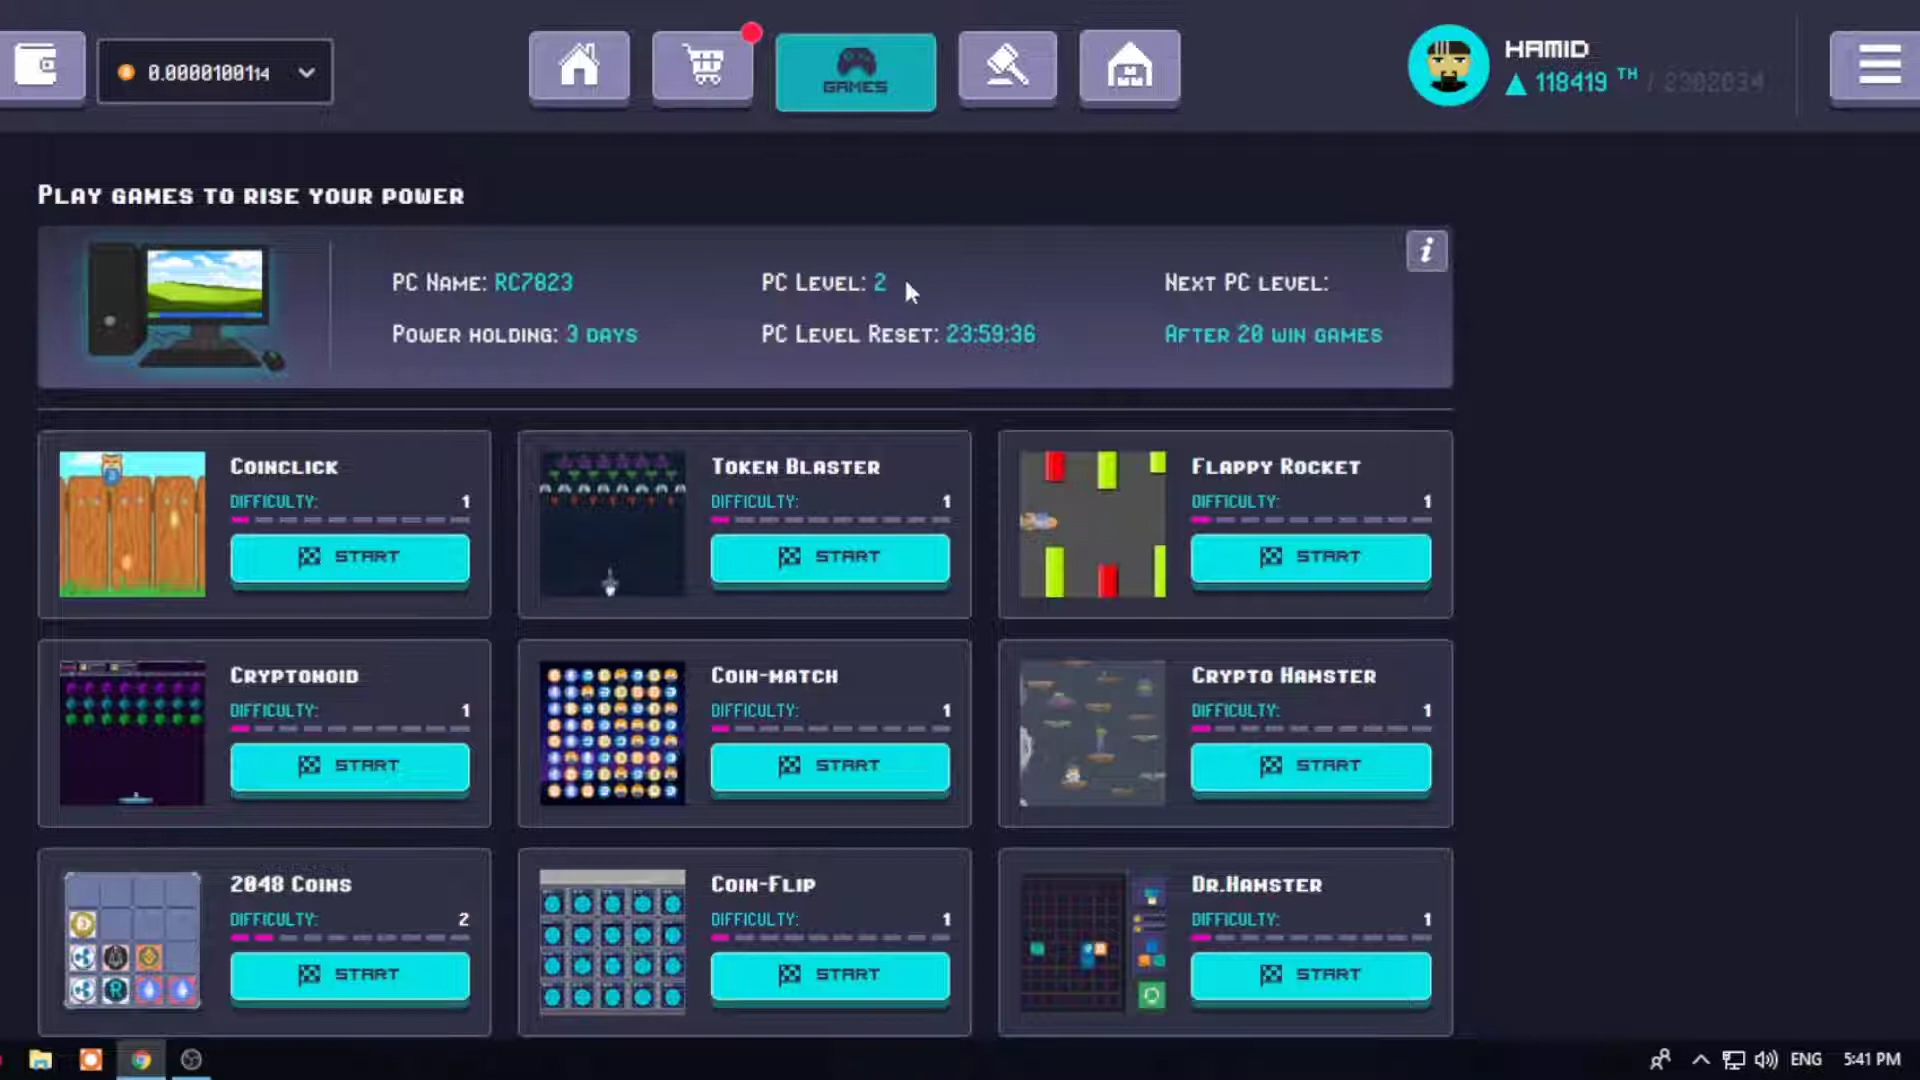 0.0000100114
GAMES
HAMID
118419 TH / 2302034
Play games to rise your power
PC Name: RC7823
PC Level: 2
Next PC level:
Power holding: 3 days
PC Level Reset: 23:59:36
After 20 win games
Coinclick
Difficulty: 1
START
Token Blaster
Difficulty: 1
START
Flappy Rocket
Difficulty: 1
START
Cryptonoid
Difficulty: 1
START
Coin-match
Difficulty: 1
START
Crypto Hamster
Difficulty: 1
START
2048 Coins
Difficulty: 2
START
Coin-Flip
Difficulty: 1
START
Dr.Hamster
Difficulty: 1
START
ENG
5:41 PM